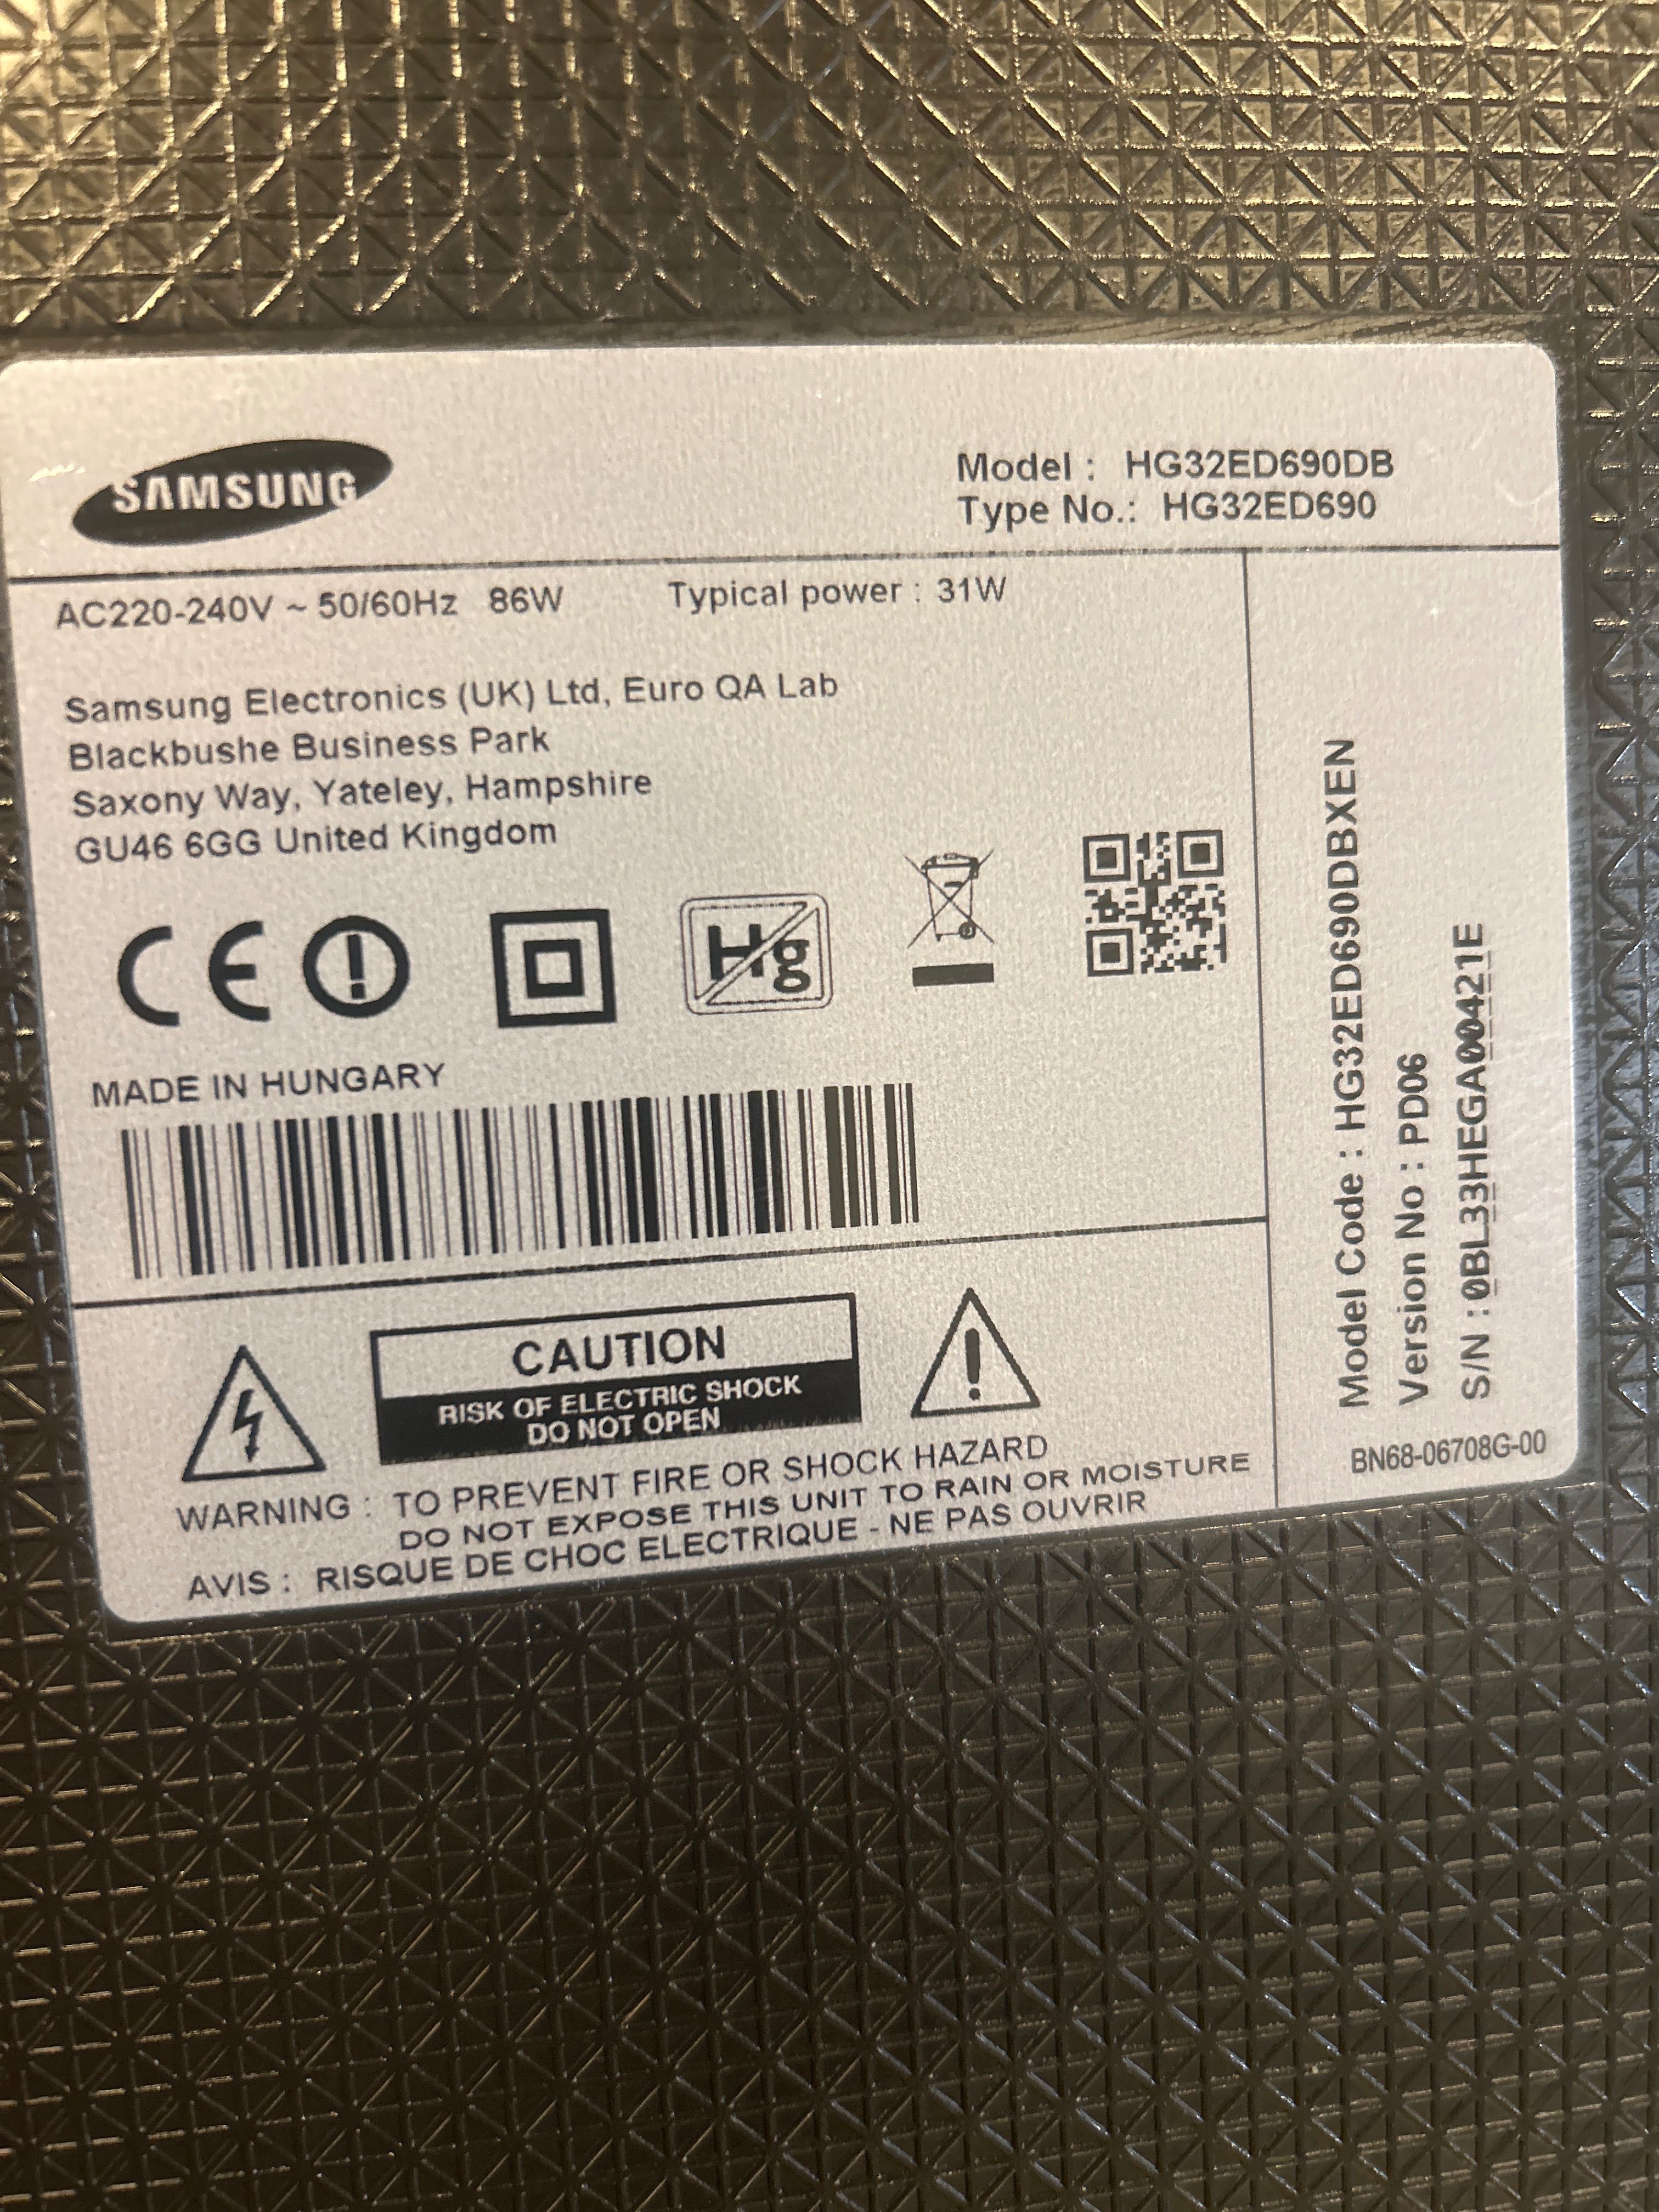 SAMSUNG
Model : HG32ED690DB
Type No.: HG32ED690
AC220-240V ~ 50/60Hz 86W Typical power : 31W
Samsung Electronics (UK) Ltd, Euro QA Lab
Blackbushe Business Park
Saxony Way, Yateley, Hampshire
GU46 6GG United Kingdom
CE
Hg
MADE IN HUNGARY
CAUTION
RISK OF ELECTRIC SHOCK
DO NOT OPEN
WARNING : TO PREVENT FIRE OR SHOCK HAZARD
DO NOT EXPOSE THIS UNIT TO RAIN OR MOISTURE
AVIS : RISQUE DE CHOC ELECTRIQUE - NE PAS OUVRIR
Model Code : HG32ED690DBXEN
Version No : PD06
S/N : 0BL33HEGA00421E
BN68-06708G-00